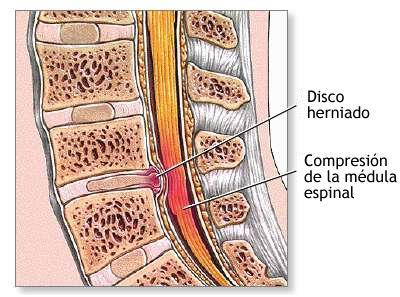 Disco
herniado
Compresión
de la médula
espinal